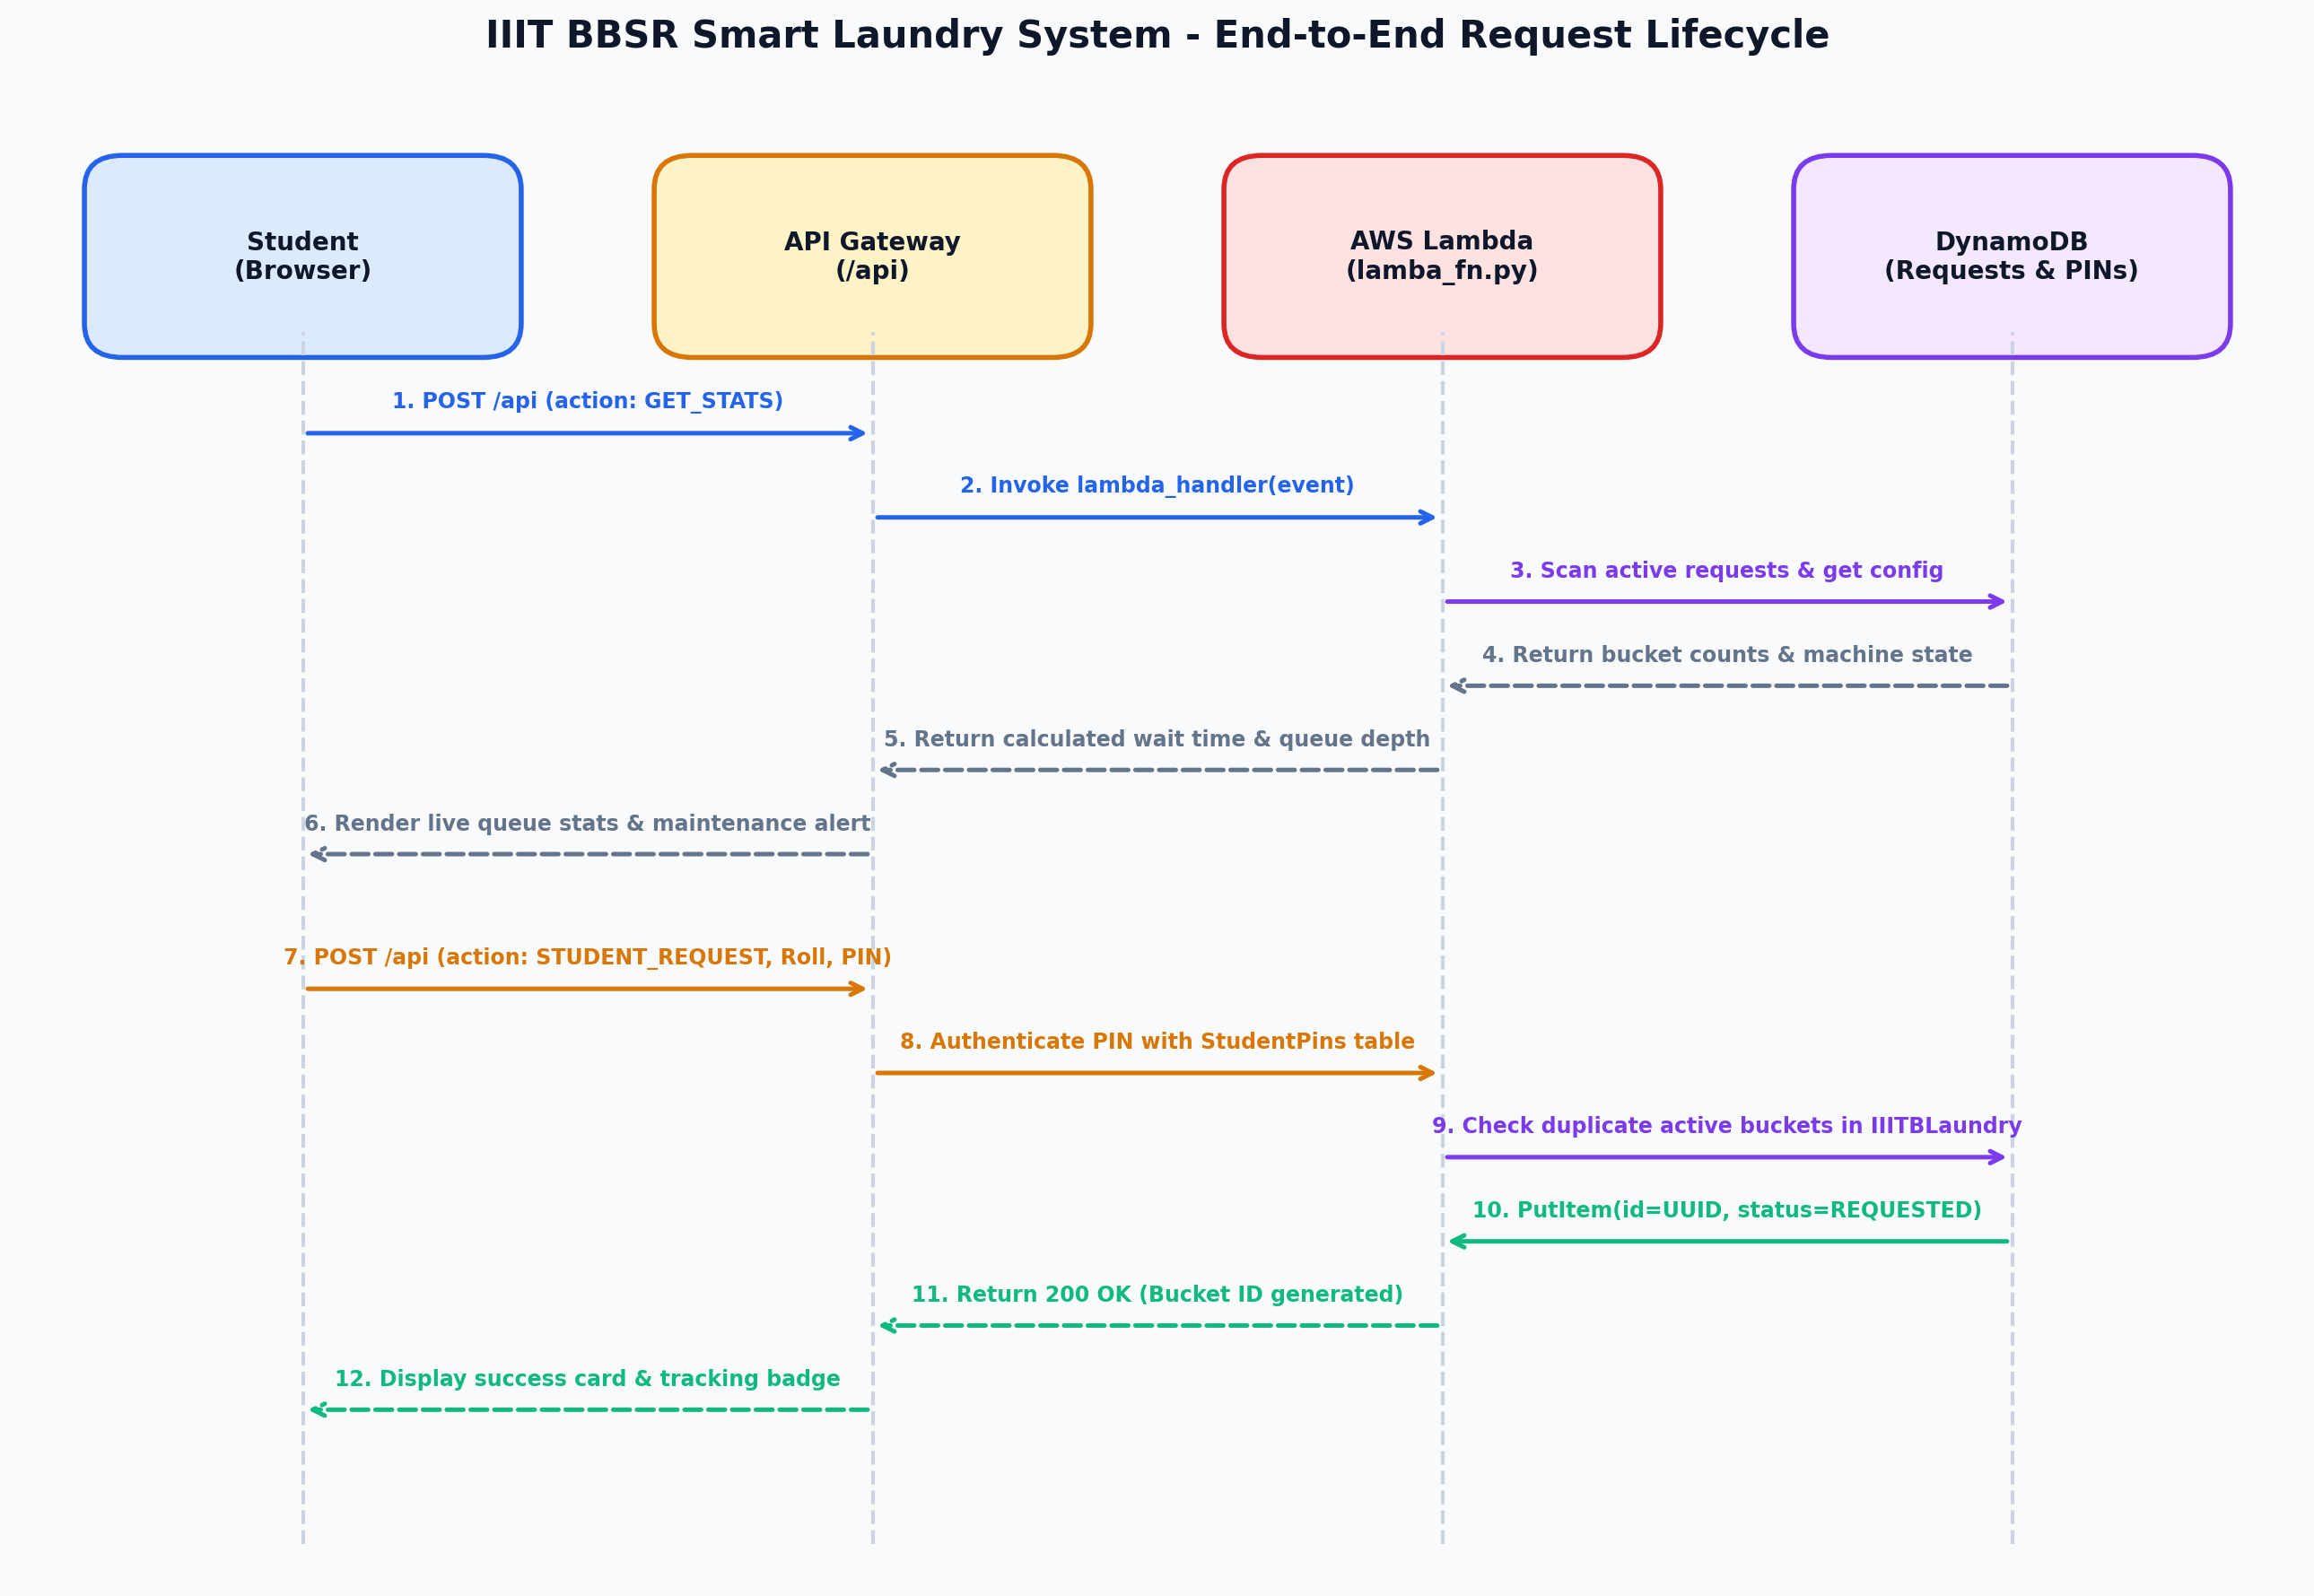 IIIT BBSR Smart Laundry System - End-to-End Request Lifecycle
Student
(Browser)
API Gateway
(/api)
AWS Lambda
(lamba_fn.py)
DynamoDB
(Requests & PINs)
1. POST /api (action: GET_STATS)
2. Invoke lambda_handler(event)
3. Scan active requests & get config
4. Return bucket counts & machine state
5. Return calculated wait time & queue depth
6. Render live queue stats & maintenance alert
7. POST /api (action: STUDENT_REQUEST, Roll, PIN)
8. Authenticate PIN with StudentPins table
9. Check duplicate active buckets in IIITBLaundry
10. PutItem(id=UUID, status=REQUESTED)
11. Return 200 OK (Bucket ID generated)
12. Display success card & tracking badge